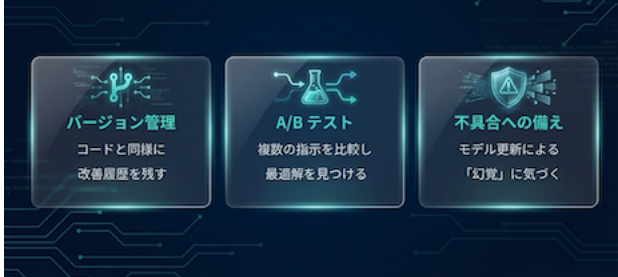 バージョン管理
コードと同様に
改善履歴を残す
A/B テスト
複数の指示を比較し
最適解を見つける
不具合への備え
モデル更新による
「幻覚」に気づく